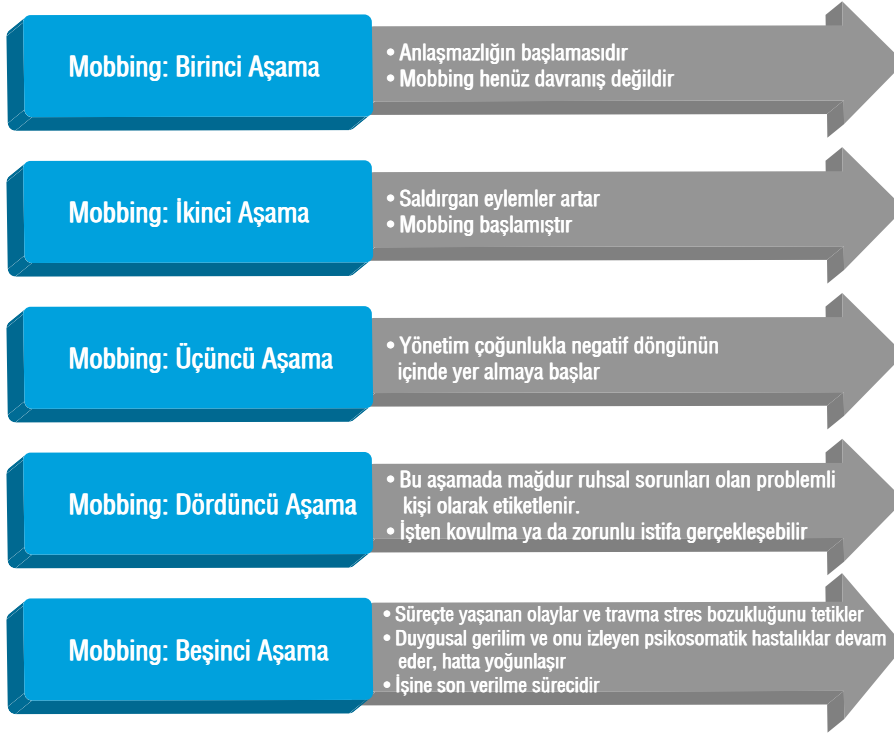 Mobbing: Birinci Aşama
• Anlaşmazlığın başlamasıdır
• Mobbing henüz davranış değildir
Mobbing: İkinci Aşama
• Saldırgan eylemler artar
• Mobbing başlamıştır
Mobbing: Üçüncü Aşama
• Yönetim çoğunlukla negatif döngünün
içinde yer almaya başlar
Mobbing: Dördüncü Aşama
• Bu aşamada mağdur ruhsal sorunları olan problemli
kişi olarak etiketlenir.
• İşten kovulma ya da zorunlu istifa gerçekleşebilir
Mobbing: Beşinci Aşama
• Süreçte yaşanan olaylar ve travma stres bozukluğunu tetikler
• Duygusal gerilim ve onu izleyen psikosomatik hastalıklar devam
eder, hatta yoğunlaşır
• İşine son verilme sürecidir